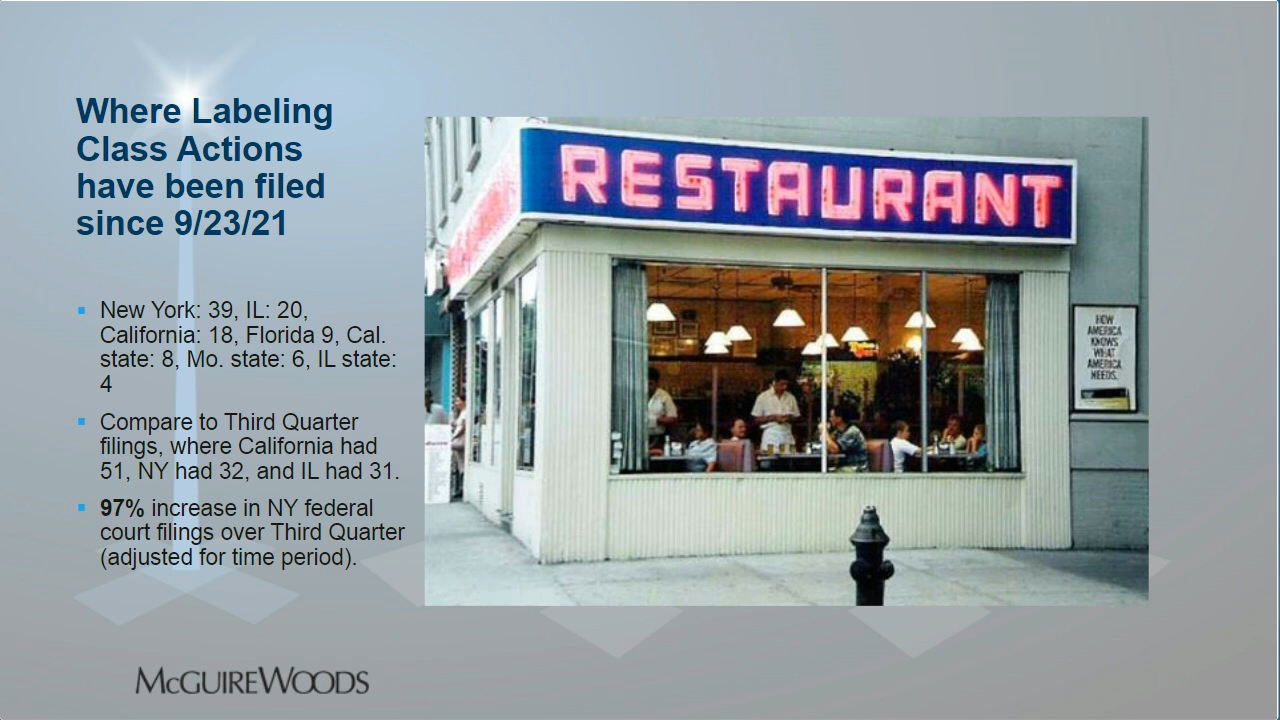 Where Labeling
Class Actions
have been filed
since 9/23/21
New York: 39, IL: 20,
California: 18, Florida 9, Cal.
state: 8, Mo. state: 6, IL state:
4
Compare to Third Quarter
filings, where California had
51, NY had 32, and IL had 31.
97% increase in NY federal
court filings over Third Quarter
(adjusted for time period).
RESTAURANT
HOW
AMERICA
KNOWS
WHAT
AMERICA
NEEDS.
McGUIREWOODS